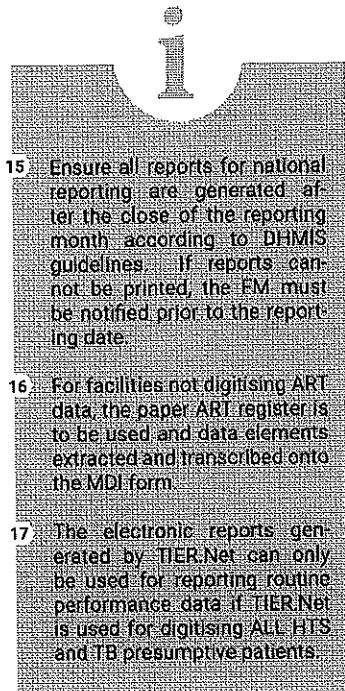 i
15 Ensure all reports for national
reporting are generated af-
ter the close of the reporting
month according to DHMIS
guidelines. If reports can-
not be printed, the FM must
be notified prior to the report-
ing date.
16 For facilities not digitising ART
data, the paper ART register is
to be used and data elements
extracted and transcribed onto
the MDI form.
17 The electronic reports gen-
erated by TIER.Net can only
be used for reporting routine
performance data if TIER.Net
is used for digitising ALL HTS
and TB presumptive patients.